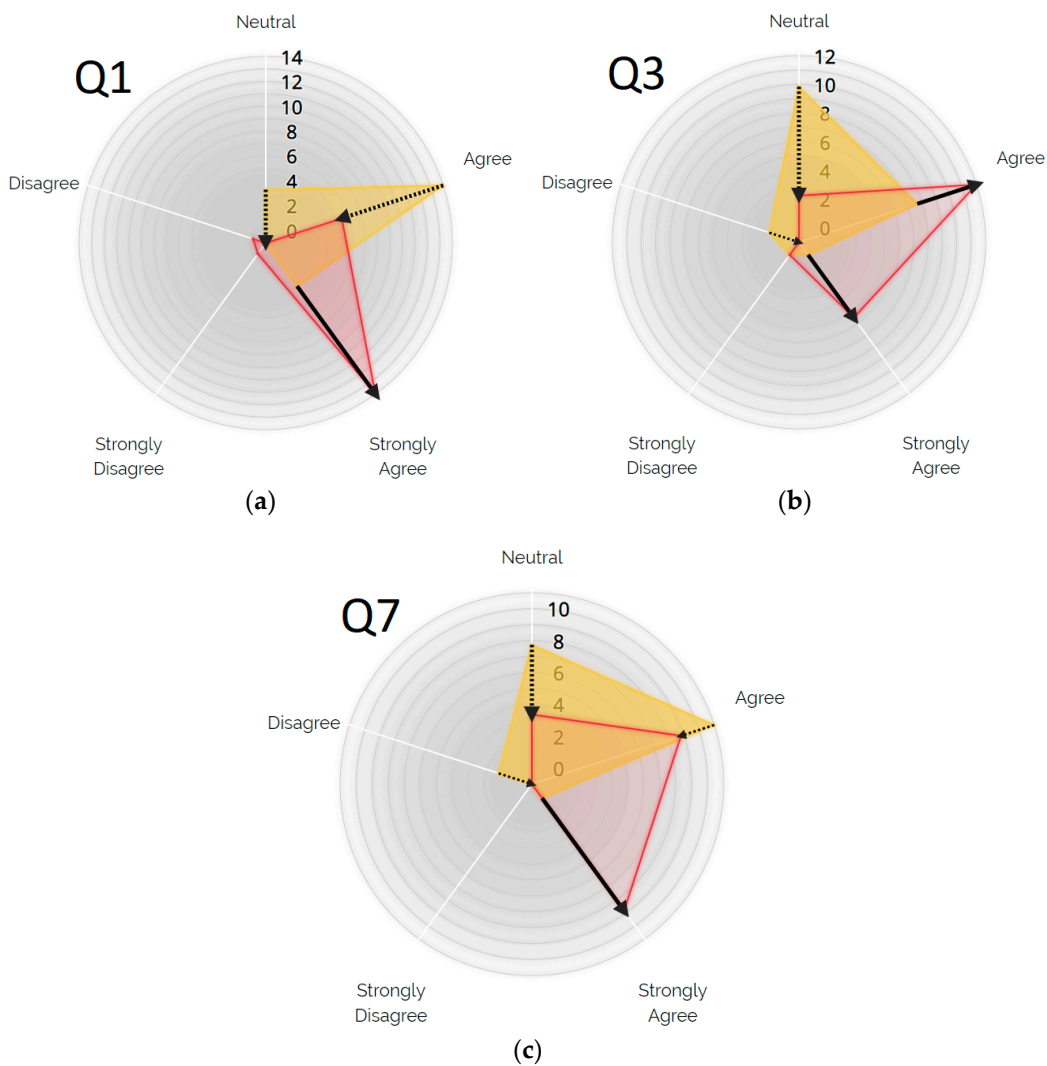 Neutral
Q1
14
12
10
8
6
4
2
0
Agree
Disagree
Strongly
Disagree
Strongly
Agree
(a)
Neutral
Q3
12
10
8
6
4
2
0
Agree
Disagree
Strongly
Disagree
Strongly
Agree
(b)
Neutral
Q7
10
8
6
4
2
0
Agree
Disagree
Strongly
Disagree
Strongly
Agree
(c)